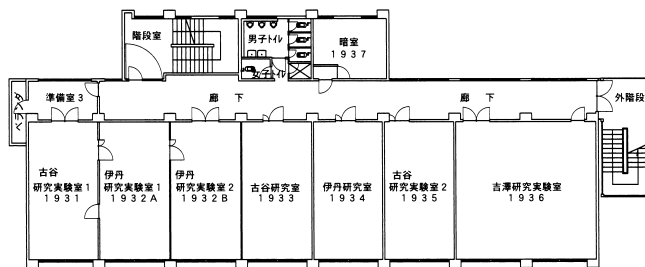 階段室
男子トイレ
暗室
1937
女子トイレ
ベランダ
準備室3
廊下
廊下
外階段
古谷
研究実験室1
1931
伊丹
研究実験室1
1932A
伊丹
研究実験室2
1932B
古谷研究室
1933
伊丹研究室
1934
古谷
研究実験室2
1935
吉澤研究実験室
1936